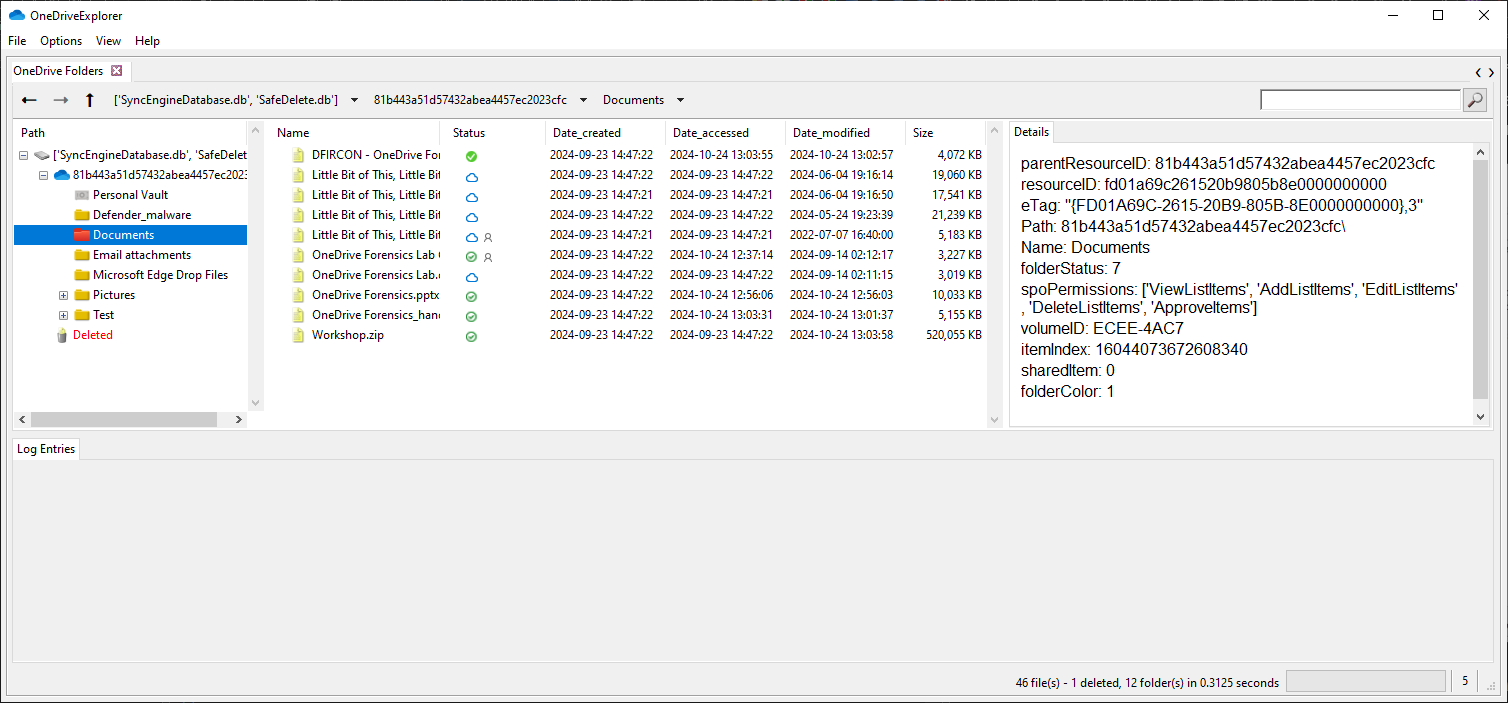 OneDriveExplorer
File Options View Help
OneDrive Folders
['SyncEngineDatabase.db', 'SafeDelete.db'] 81b443a51d57432abea4457ec2023cfc Documents
Path
['SyncEngineDatabase.db', 'SafeDelet
81b443a51d57432abea4457ec2023
Personal Vault
Defender_malware
Documents
Email attachments
Microsoft Edge Drop Files
Pictures
Test
Deleted
Name Status Date_created Date_accessed Date_modified Size
DFIRCON - OneDrive For 2024-09-23 14:47:22 2024-10-24 13:03:55 2024-10-24 13:02:57 4,072 KB
Little Bit of This, Little Bit 2024-09-23 14:47:22 2024-09-23 14:47:22 2024-06-04 19:16:14 19,060 KB
Little Bit of This, Little Bit 2024-09-23 14:47:21 2024-09-23 14:47:21 2024-06-04 19:16:50 17,541 KB
Little Bit of This, Little Bit 2024-09-23 14:47:22 2024-09-23 14:47:22 2024-05-24 19:23:39 21,239 KB
Little Bit of This, Little Bit 2024-09-23 14:47:21 2024-09-23 14:47:21 2022-07-07 16:40:00 5,183 KB
OneDrive Forensics Lab 2024-09-23 14:47:22 2024-10-24 12:37:14 2024-09-14 02:12:17 3,227 KB
OneDrive Forensics Lab.d 2024-09-23 14:47:22 2024-09-23 14:47:22 2024-09-14 02:11:15 3,019 KB
OneDrive Forensics.pptx 2024-09-23 14:47:22 2024-10-24 12:56:06 2024-10-24 12:56:03 10,033 KB
OneDrive Forensics_hand 2024-09-23 14:47:22 2024-10-24 13:03:31 2024-10-24 13:01:37 5,155 KB
Workshop.zip 2024-09-23 14:47:22 2024-09-23 14:47:22 2024-10-24 13:03:58 520,055 KB
Details
parentResourceID: 81b443a51d57432abea4457ec2023cfc
resourceID: fd01a69c261520b9805b8e0000000000
eTag: "{FD01A69C-2615-20B9-805B-8E0000000000},3"
Path: 81b443a51d57432abea4457ec2023cfc\
Name: Documents
folderStatus: 7
spoPermissions: ['ViewListItems', 'AddListItems', 'EditListItems'
, 'DeleteListItems', 'ApproveItems']
volumeID: ECEE-4AC7
itemIndex: 16044073672608340
sharedItem: 0
folderColor: 1
Log Entries
46 file(s) - 1 deleted, 12 folder(s) in 0.3125 seconds 5